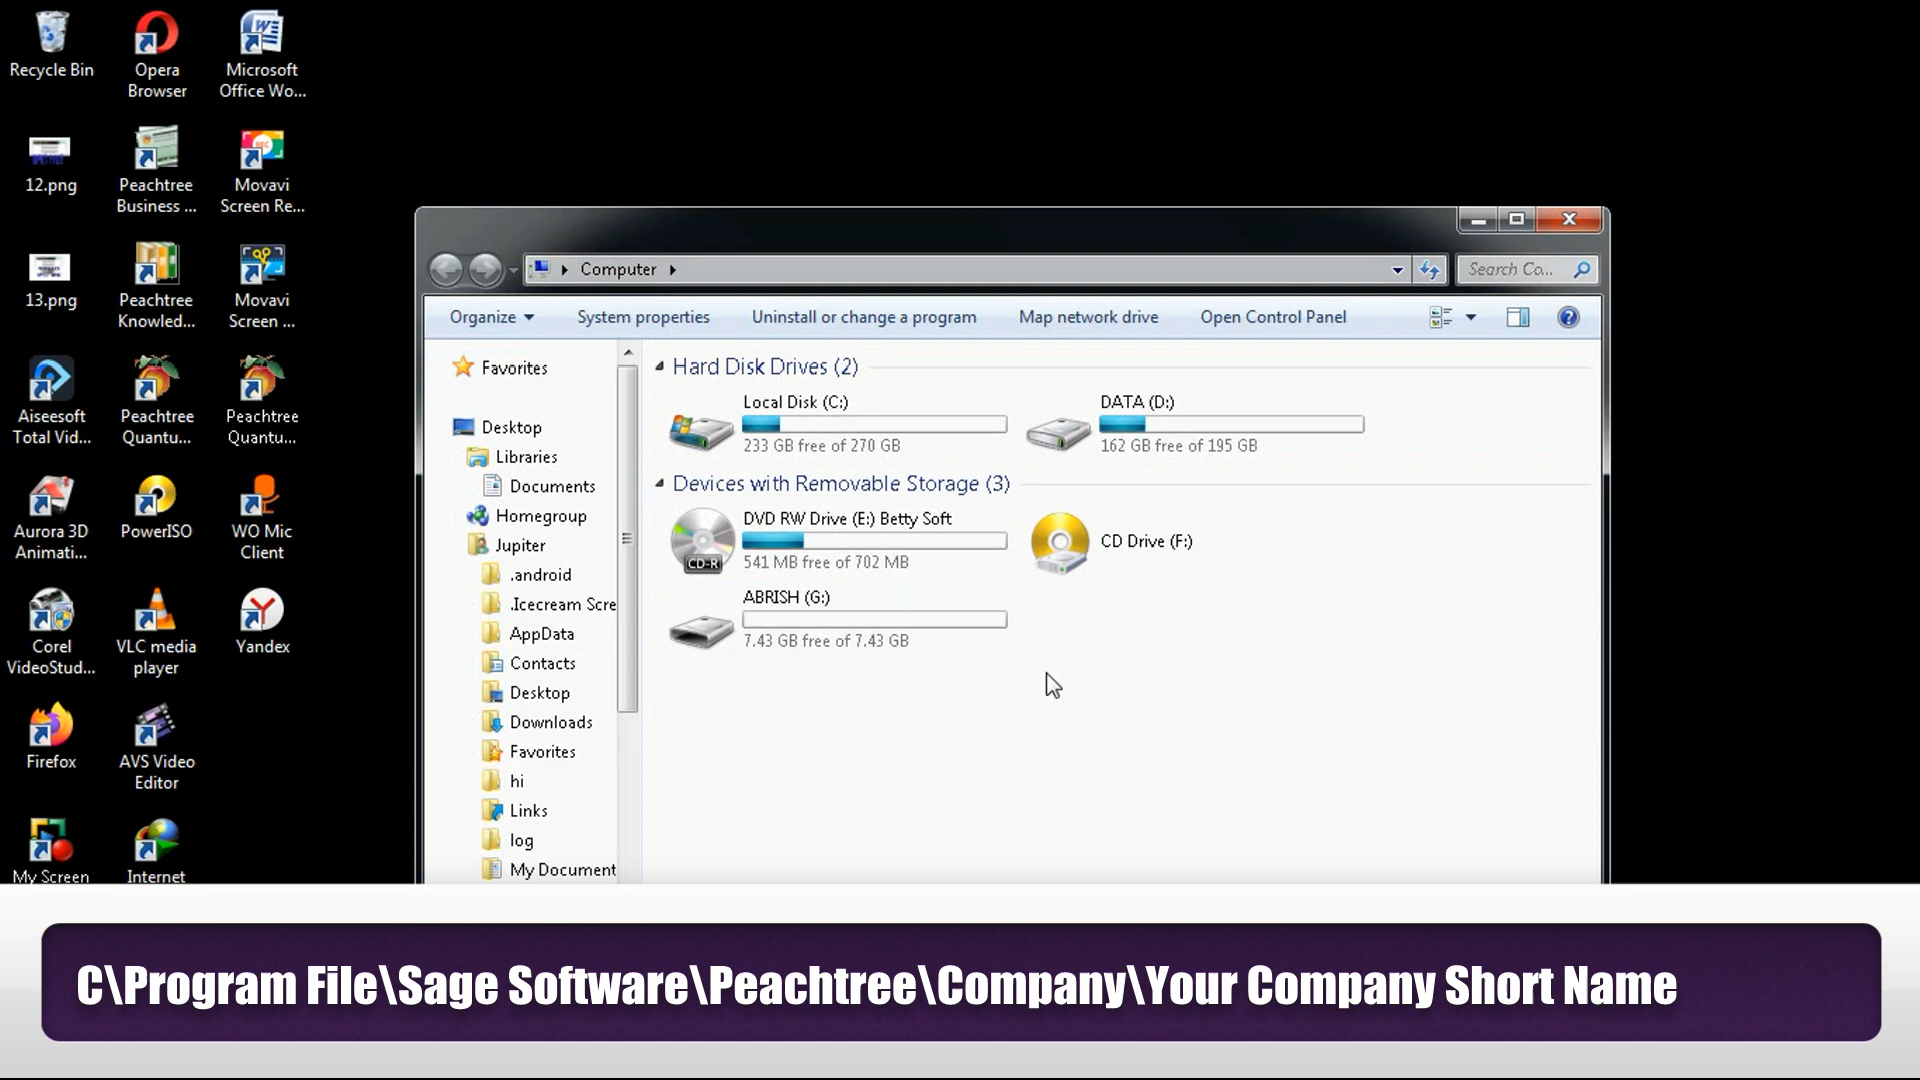 Recycle Bin
Opera
Browser
Microsoft
Office Wo...
12.png
Peachtree
Business ...
Movavi
Screen Re...
13.png
Peachtree
Knowled...
Movavi
Screen ...
Aiseesoft
Total Vid...
Peachtree
Quantu...
Peachtree
Quantu...
Aurora 3D
Animati...
PowerISO
WO Mic
Client
Corel
VideoStud...
VLC media
player
Yandex
Firefox
AVS Video
Editor
My Screen
Internet
Computer
Search Co...
Organize
System properties
Uninstall or change a program
Map network drive
Open Control Panel
Favorites
Desktop
Libraries
Documents
Homegroup
Jupiter
.android
.Icecream Scre
AppData
Contacts
Desktop
Downloads
Favorites
hi
Links
log
My Document
Hard Disk Drives (2)
Local Disk (C:)
233 GB free of 270 GB
DATA (D:)
162 GB free of 195 GB
Devices with Removable Storage (3)
DVD RW Drive (E:) Betty Soft
CD-R
541 MB free of 702 MB
CD Drive (F:)
ABRISH (G:)
7.43 GB free of 7.43 GB
C\Program File\Sage Software\Peachtree\Company\Your Company Short Name